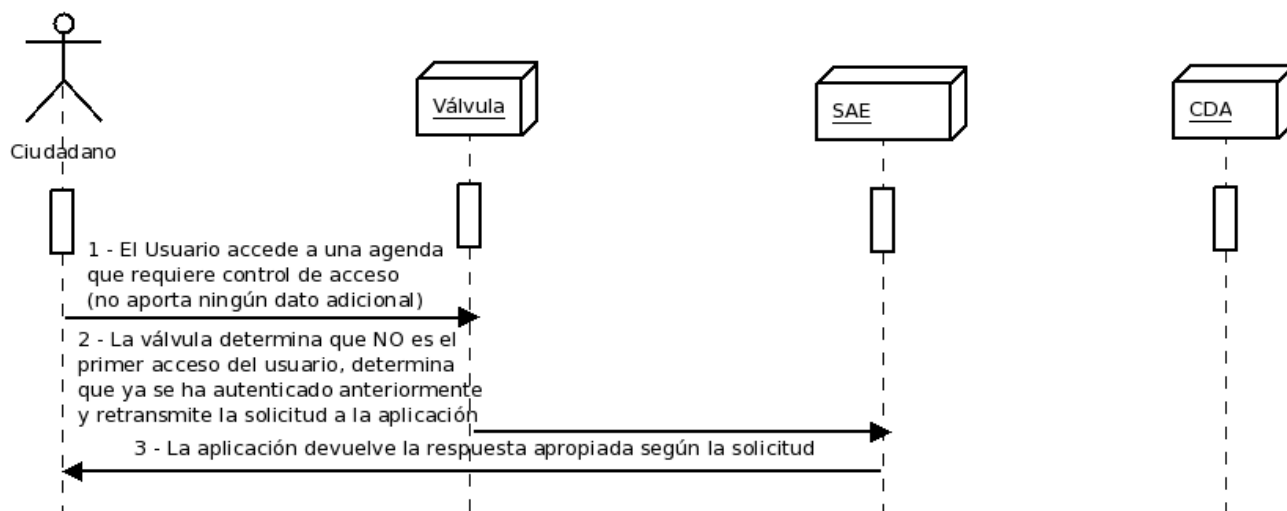 Válvula
SAE
CDA
Ciudadano
1 - El Usuario accede a una agenda
que requiere control de acceso
(no aporta ningún dato adicional)
2 - La válvula determina que NO es el
primer acceso del usuario, determina
que ya se ha autenticado anteriormente
y retransmite la solicitud a la aplicación
3 - La aplicación devuelve la respuesta apropiada según la solicitud